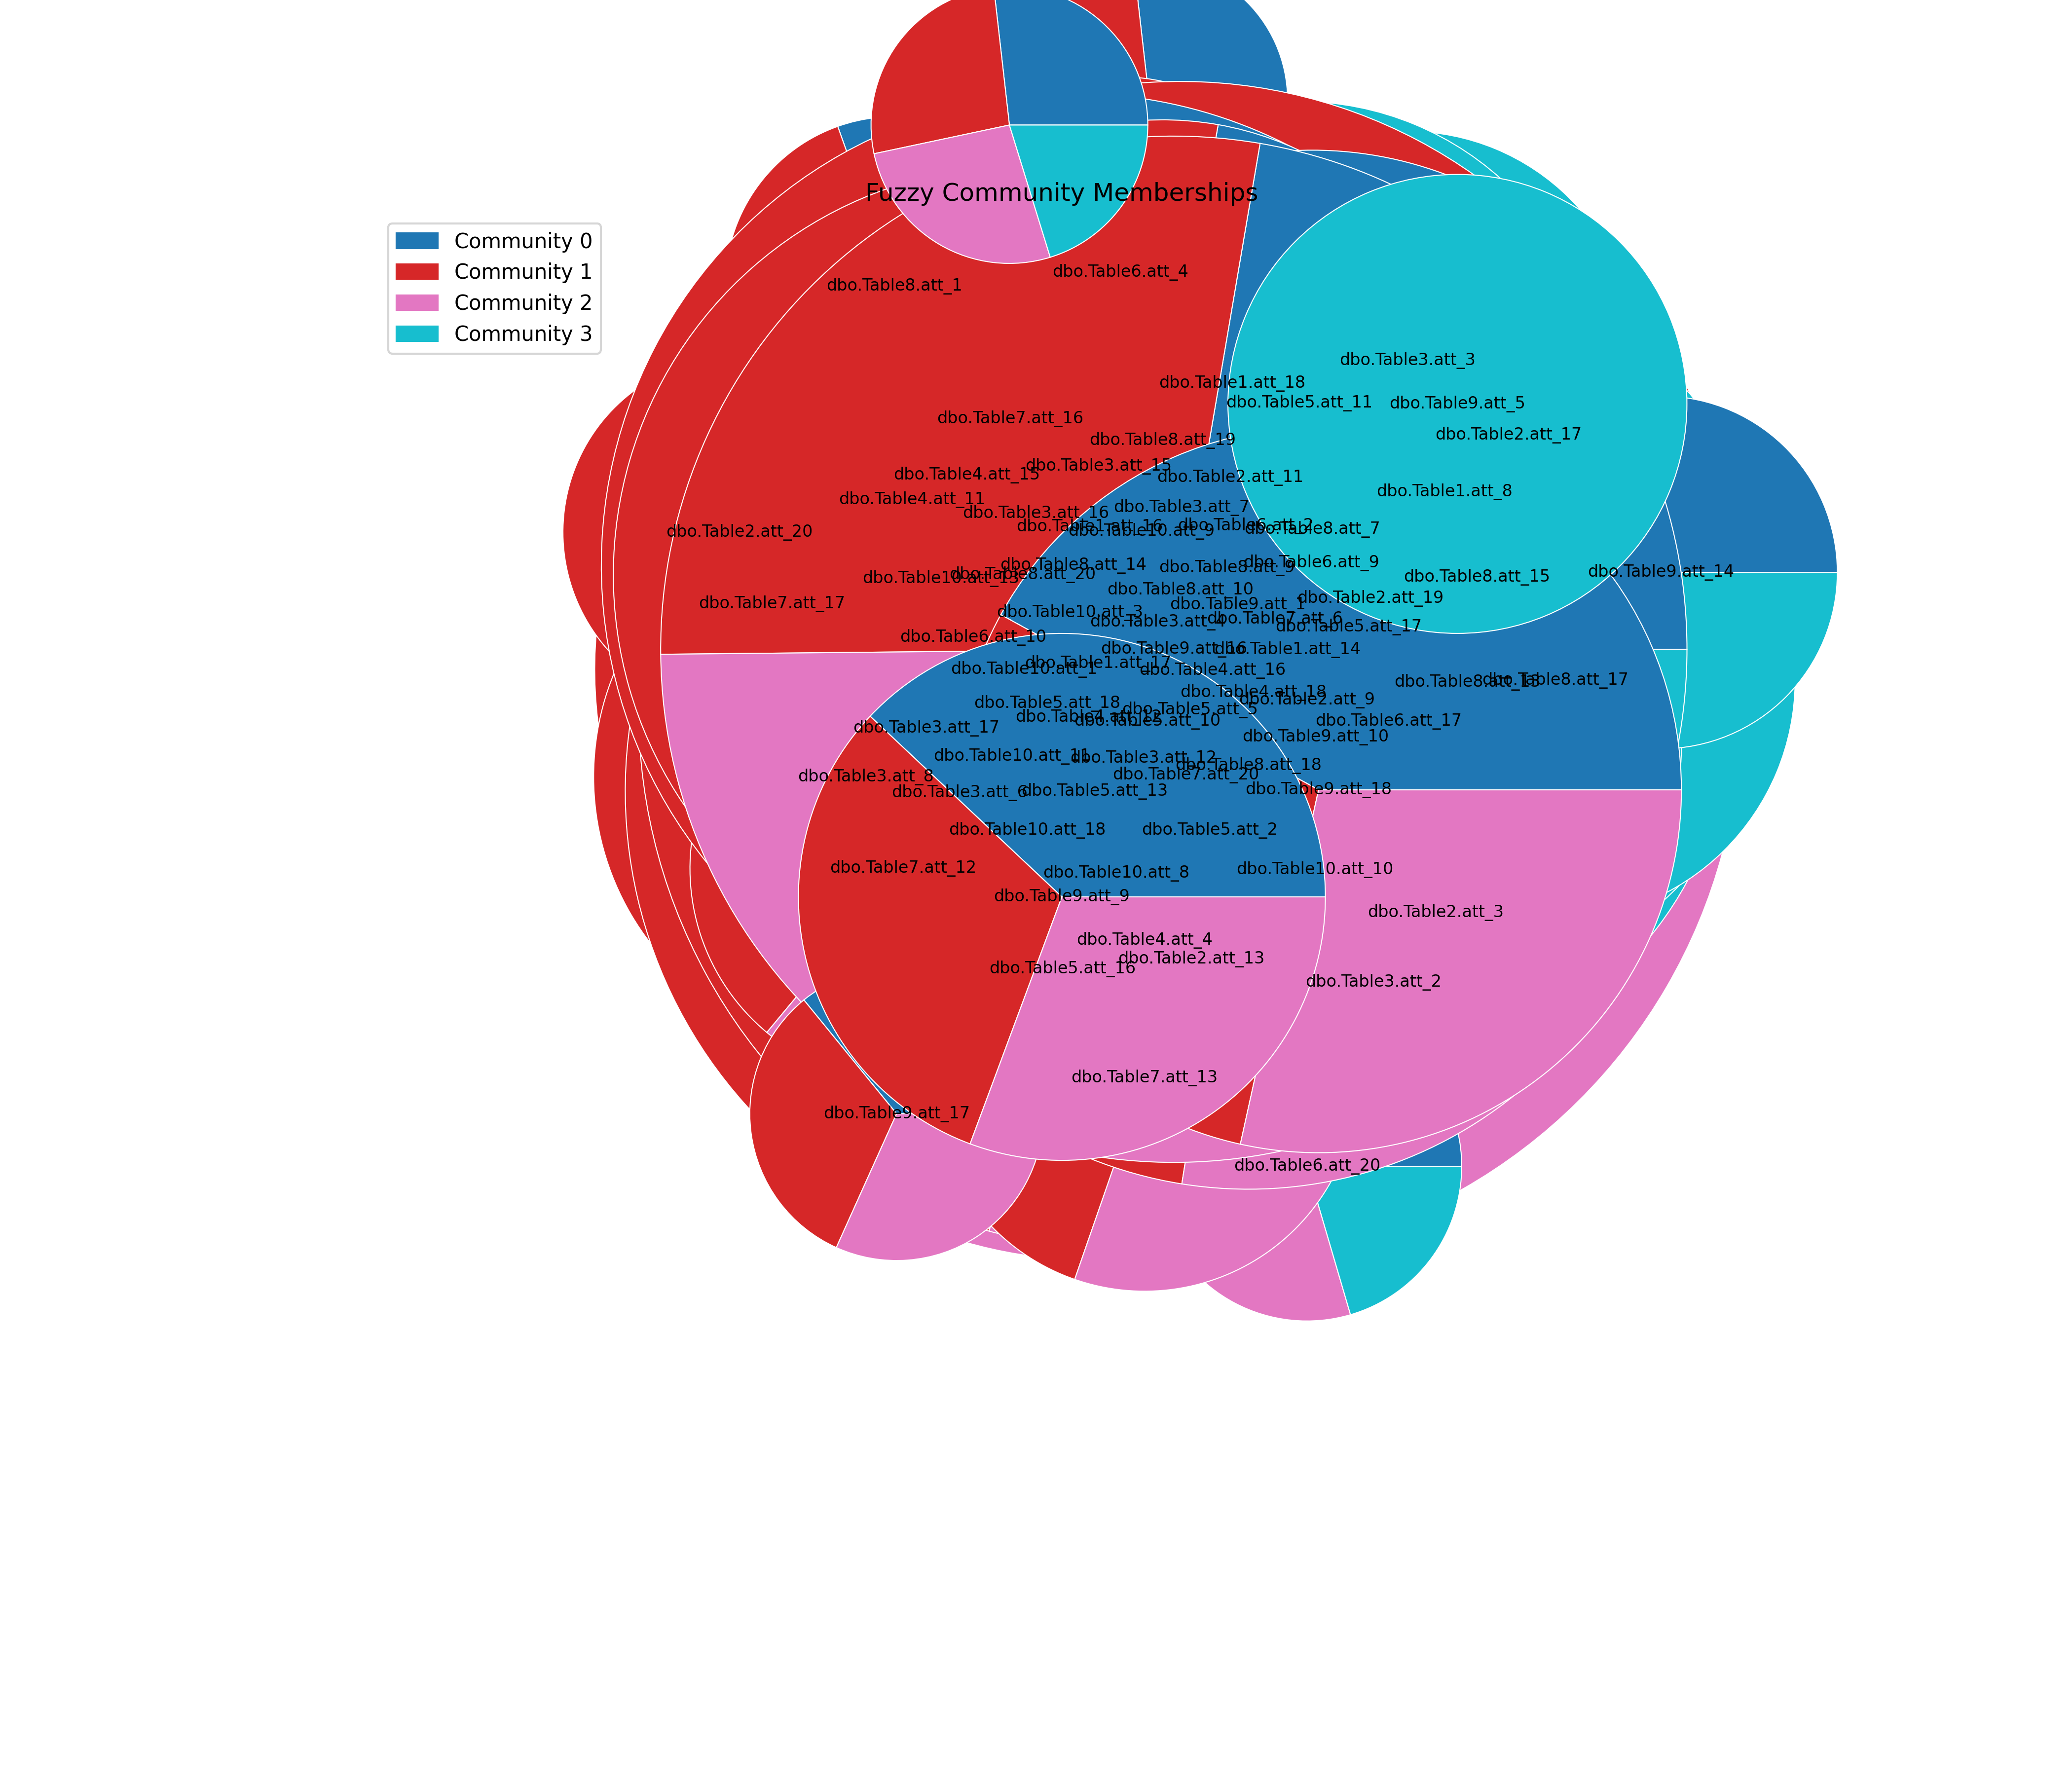 Fuzzy Community Memberships
Community 0
Community 1
Community 2
Community 3
dbo.Table6.att_4
dbo.Table8.att_1
dbo.Table3.att_3
dbo.Table1.att_18
dbo.Table5.att_11
dbo.Table9.att_5
dbo.Table7.att_16
dbo.Table2.att_17
dbo.Table8.att_19
dbo.Table3.att_15
dbo.Table4.att_15
dbo.Table2.att_11
dbo.Table1.att_8
dbo.Table4.att_11
dbo.Table3.att_7
dbo.Table3.att_16
dbo.Table1.att_16
dbo.Table6.att_2
dbo.Table8.att_7
dbo.Table10.att_9
dbo.Table2.att_20
dbo.Table6.att_9
dbo.Table8.att_14
dbo.Table8.att_9
dbo.Table9.att_14
dbo.Table8.att_20
dbo.Table8.att_15
dbo.Table10.att_13
dbo.Table8.att_10
dbo.Table2.att_19
dbo.Table7.att_17
dbo.Table9.att_1
dbo.Table10.att_3
dbo.Table7.att_6
dbo.Table3.att_4
dbo.Table5.att_17
dbo.Table6.att_10
dbo.Table9.att_16
dbo.Table1.att_14
dbo.Table1.att_17
dbo.Table10.att_1
dbo.Table4.att_16
dbo.Table8.att_17
dbo.Table4.att_18
dbo.Table2.att_9
dbo.Table5.att_18
dbo.Table5.att_5
dbo.Table5.att_10
dbo.Table6.att_17
dbo.Table3.att_17
dbo.Table9.att_10
dbo.Table10.att_11
dbo.Table3.att_12
dbo.Table8.att_18
dbo.Table7.att_20
dbo.Table3.att_8
dbo.Table9.att_18
dbo.Table5.att_13
dbo.Table3.att_6
dbo.Table10.att_18
dbo.Table5.att_2
dbo.Table7.att_12
dbo.Table10.att_10
dbo.Table10.att_8
dbo.Table9.att_9
dbo.Table2.att_3
dbo.Table4.att_4
dbo.Table2.att_13
dbo.Table5.att_16
dbo.Table3.att_2
dbo.Table7.att_13
dbo.Table9.att_17
dbo.Table6.att_20